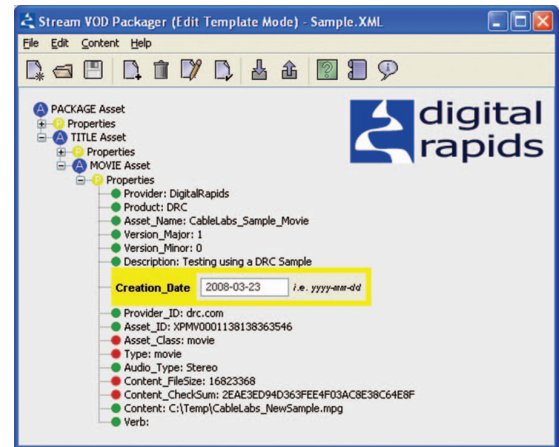 Stream VOD Packager (Edit Template Mode) - Sample.XML
File Edit Content Help
digital
rapids
A PACKAGE Asset
P Properties
A TITLE Asset
P Properties
A MOVIE Asset
P Properties
Provider: DigitalRapids
Product: DRC
Asset_Name: CableLabs_Sample_Movie
Version_Major: 1
Version_Minor: 0
Description: Testing using a DRC Sample
Creation_Date 2008-03-23 i.e. yyyy-mm-dd
Provider_ID: drc.com
Asset_ID: XPMV0001138138363546
Asset_Class: movie
Type: movie
Audio_Type: Stereo
Content_FileSize: 16823368
Content_CheckSum: 2EAE3ED94D363FEE4F03AC8E38C64E8F
Content: C:\Temp\CableLabs_NewSample.mpg
Verb: